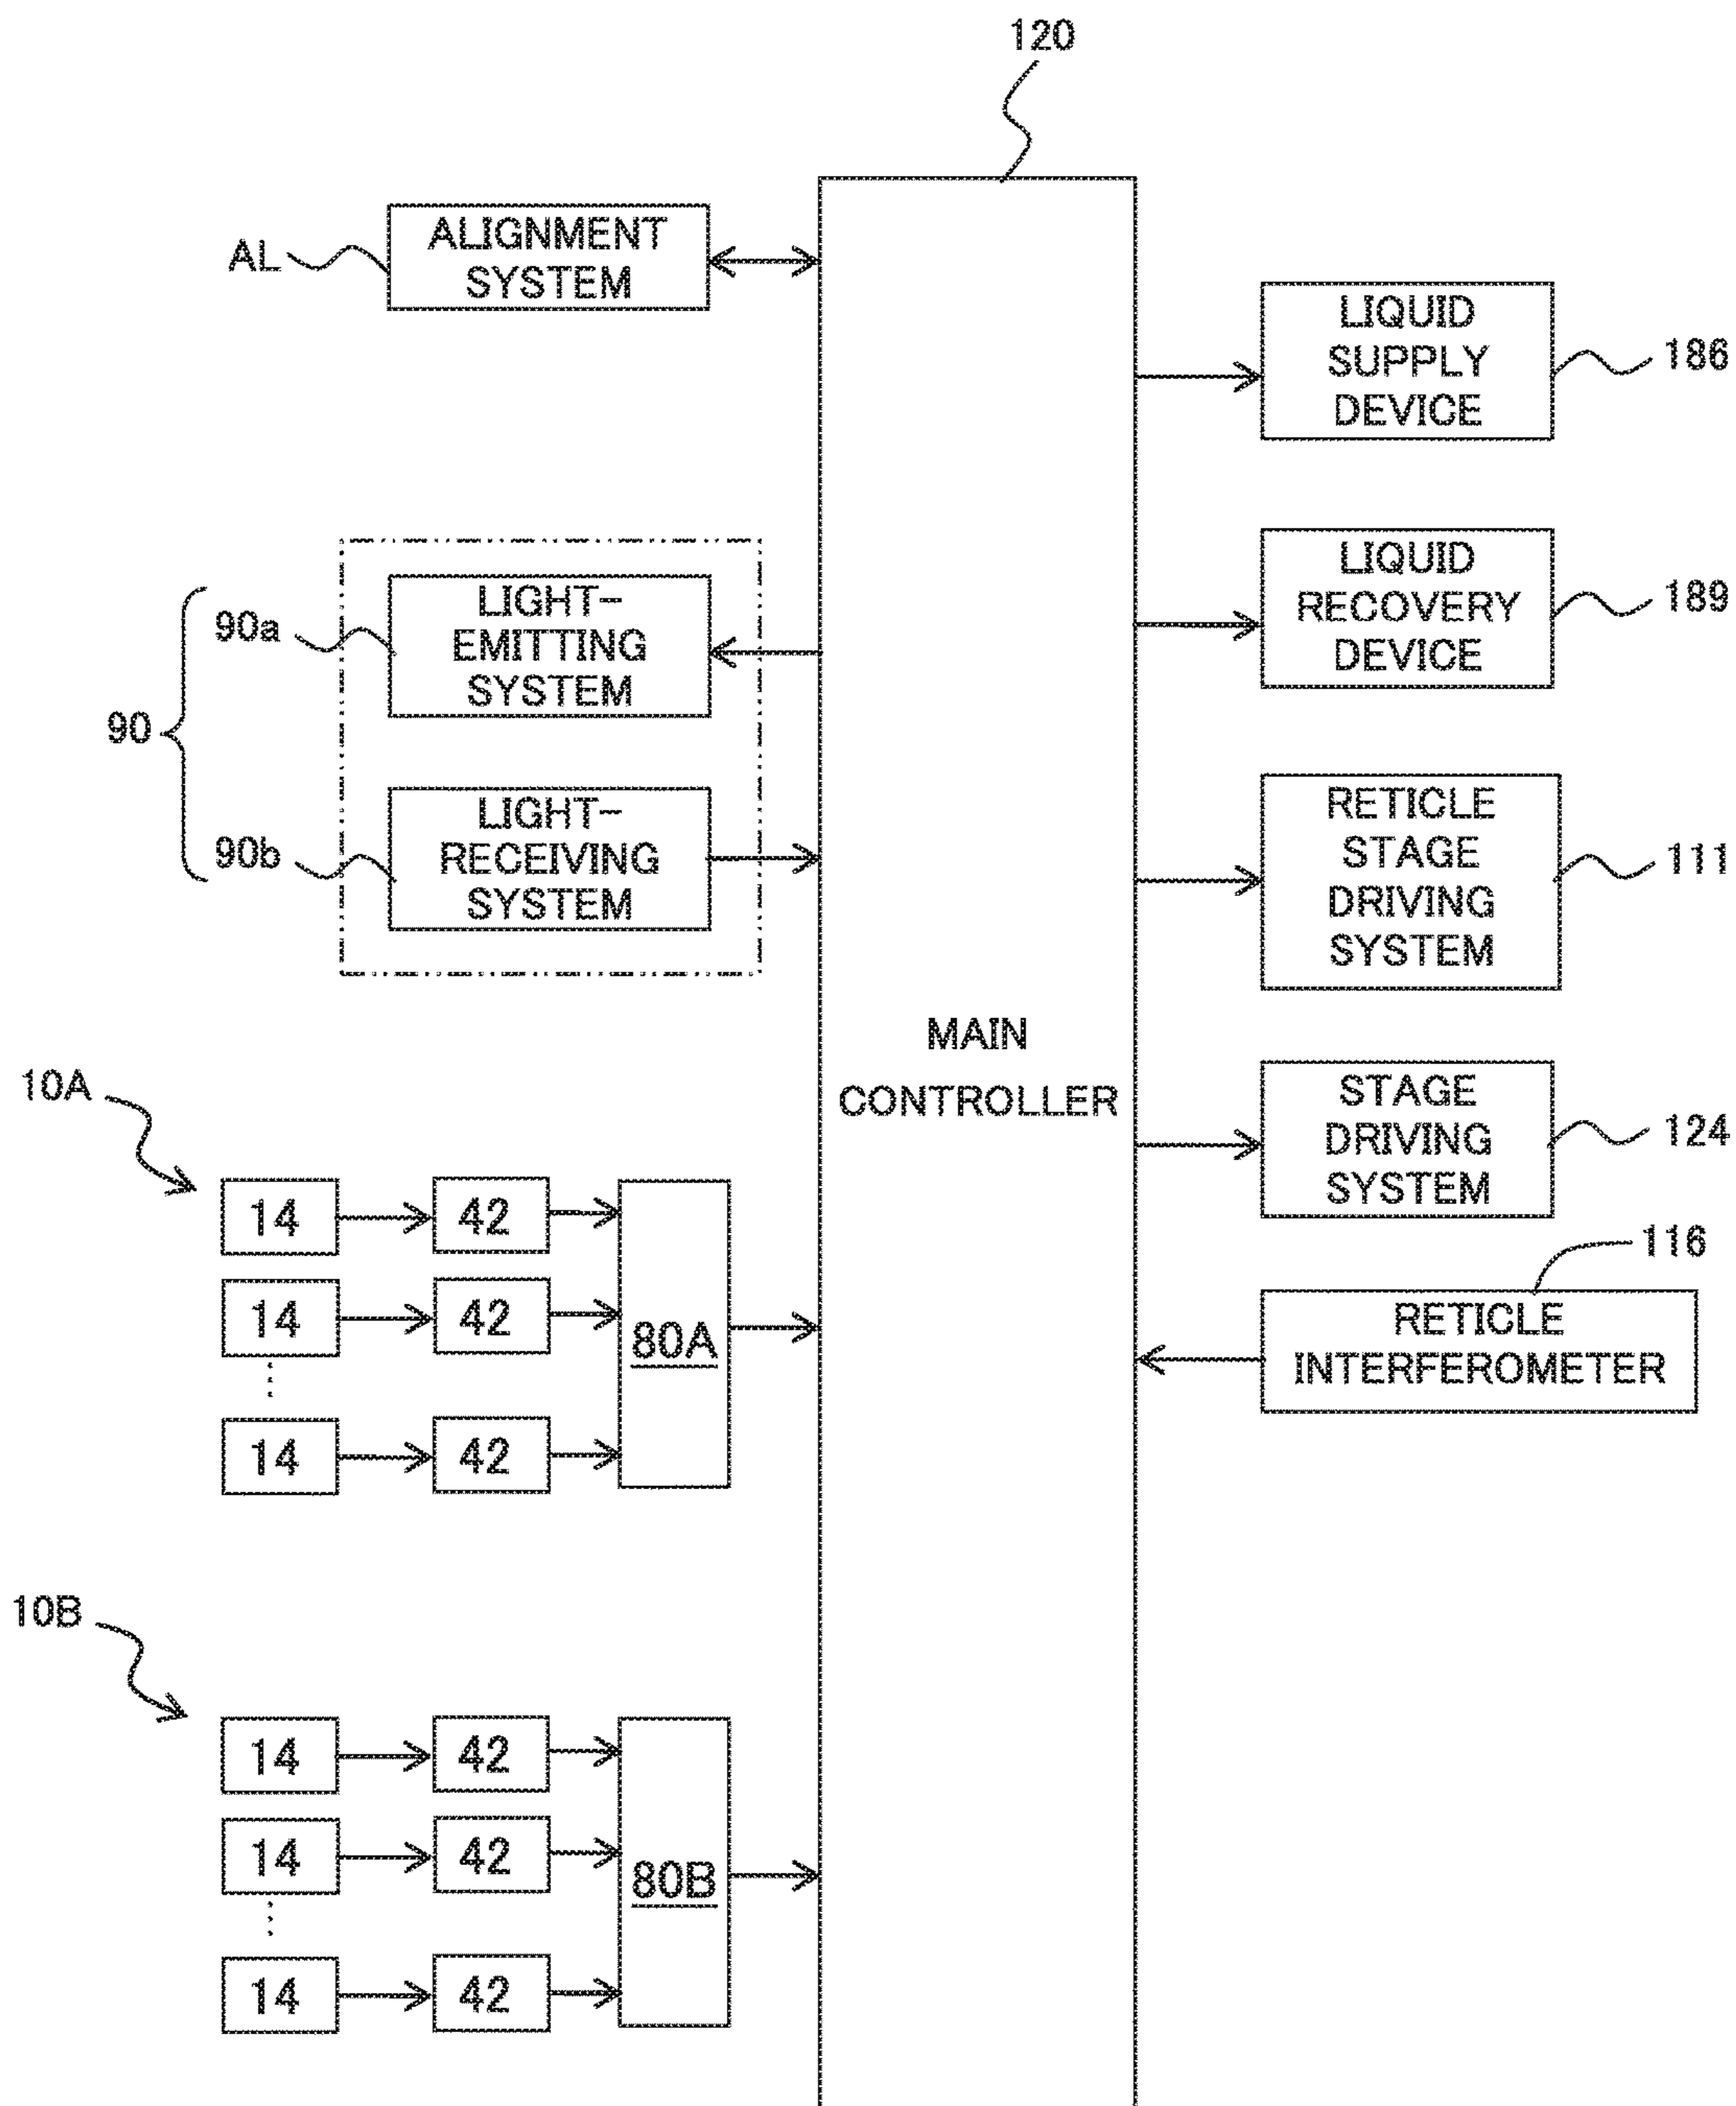 120
AL
ALIGNMENT
SYSTEM
LIQUID
SUPPLY
DEVICE
186
90
90a
LIGHT-
EMITTING
SYSTEM
90b
LIGHT-
RECEIVING
SYSTEM
LIQUID
RECOVERY
DEVICE
189
RETICLE
STAGE
DRIVING
SYSTEM
111
MAIN
CONTROLLER
STAGE
DRIVING
SYSTEM
124
116
RETICLE
INTERFEROMETER
10A
14 42
14 42
⋮
14 42
80A
10B
14 42
14 42
⋮
14 42
80B